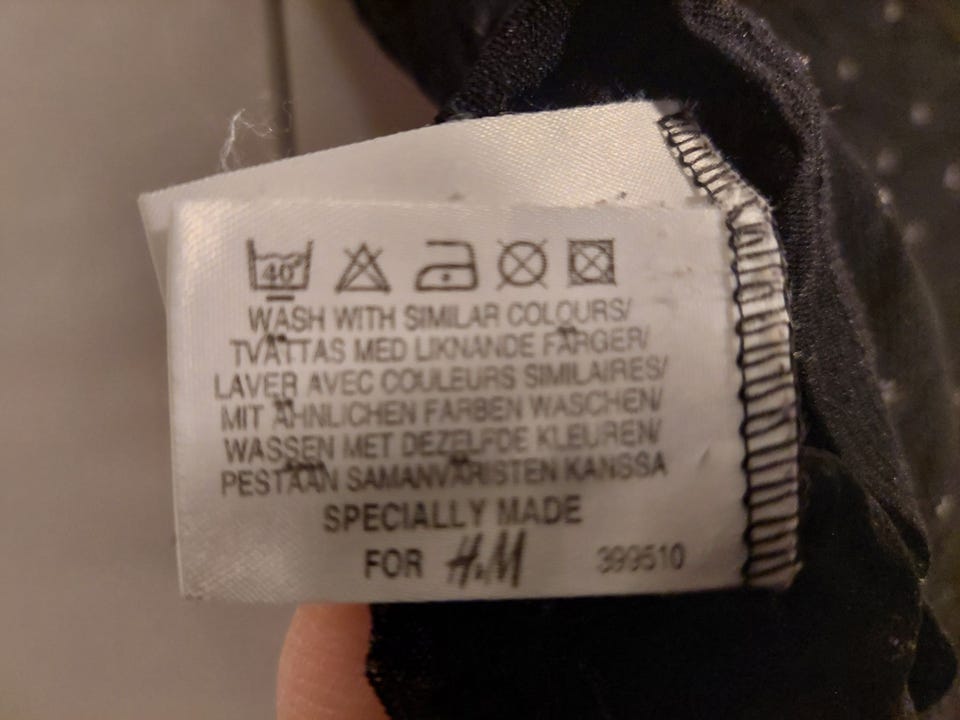 40°
WASH WITH SIMILAR COLOURS/
TVÄTTAS MED LIKNANDE FÄRGER/
LAVER AVEC COULEURS SIMILAIRES/
MIT ÄHNLICHEN FARBEN WASCHEN/
WASSEN MET DEZELFDE KLEUREN/
PESTÄÄN SAMANVÄRISTEN KANSSA
SPECIALLY MADE
FOR H&M 399510